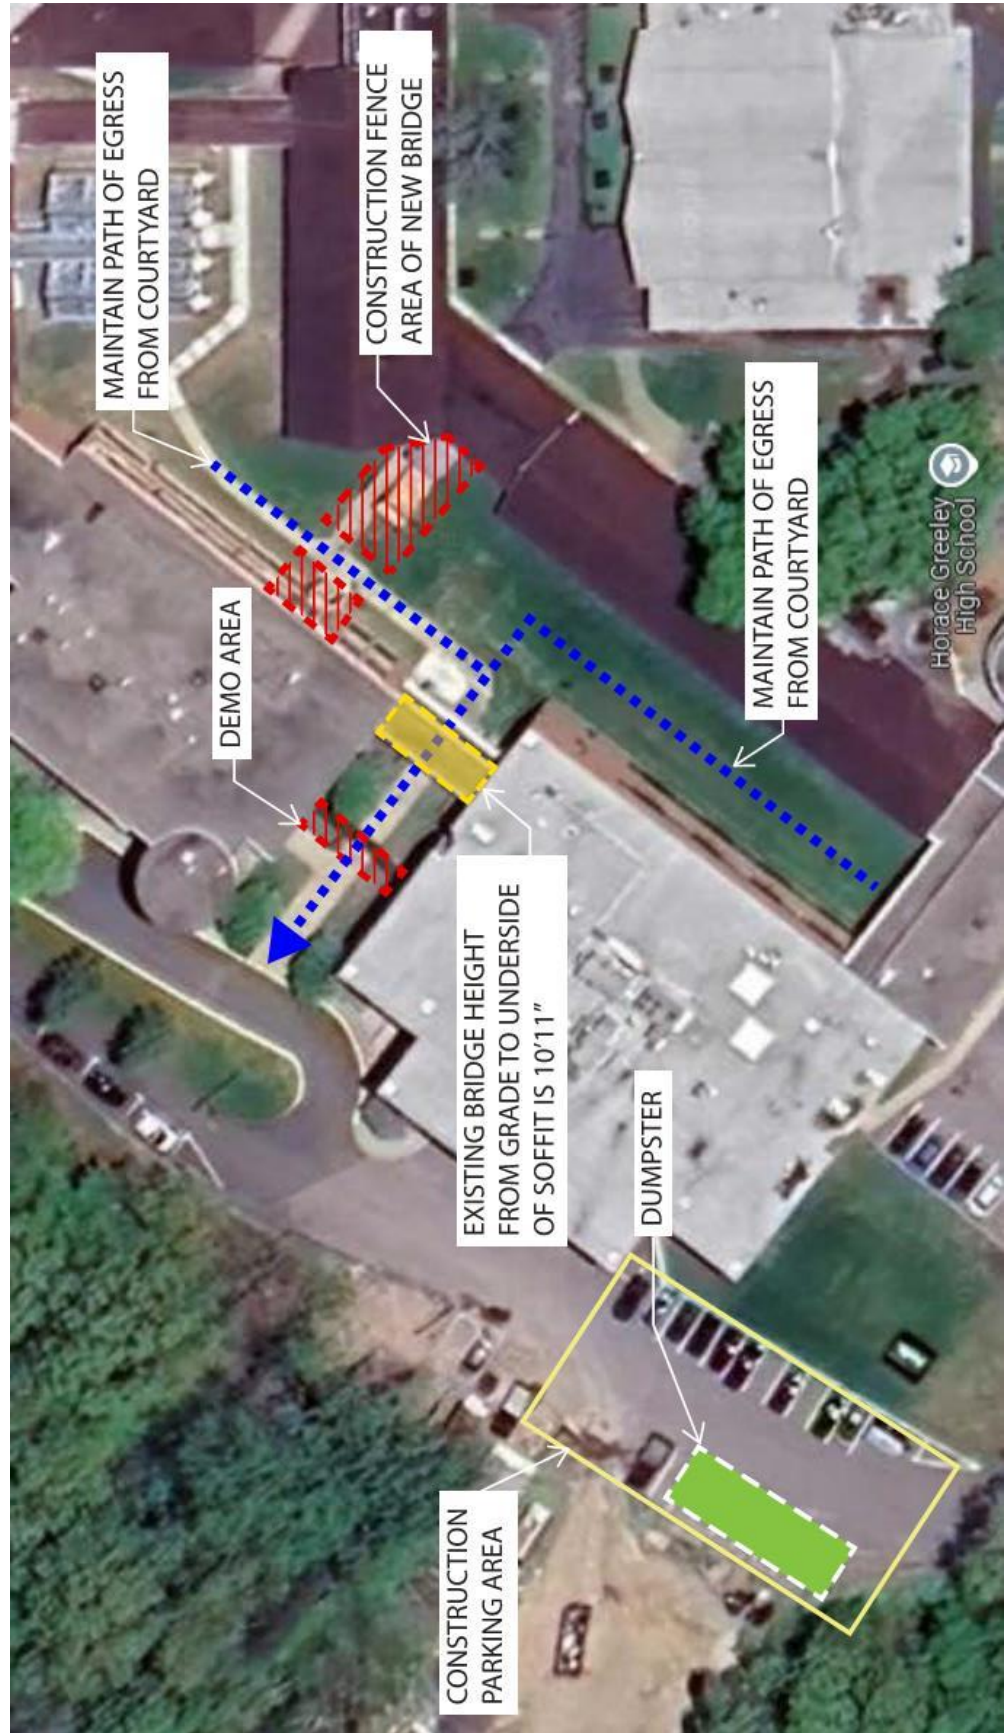 MAINTAIN PATH OF EGRESS
FROM COURTYARD
CONSTRUCTION FENCE
AREA OF NEW BRIDGE
DEMO AREA
MAINTAIN PATH OF EGRESS
FROM COURTYARD
Horace Greeley
High School
EXISTING BRIDGE HEIGHT
FROM GRADE TO UNDERSIDE
OF SOFFIT IS 10'11"
DUMPSTER
CONSTRUCTION
PARKING AREA